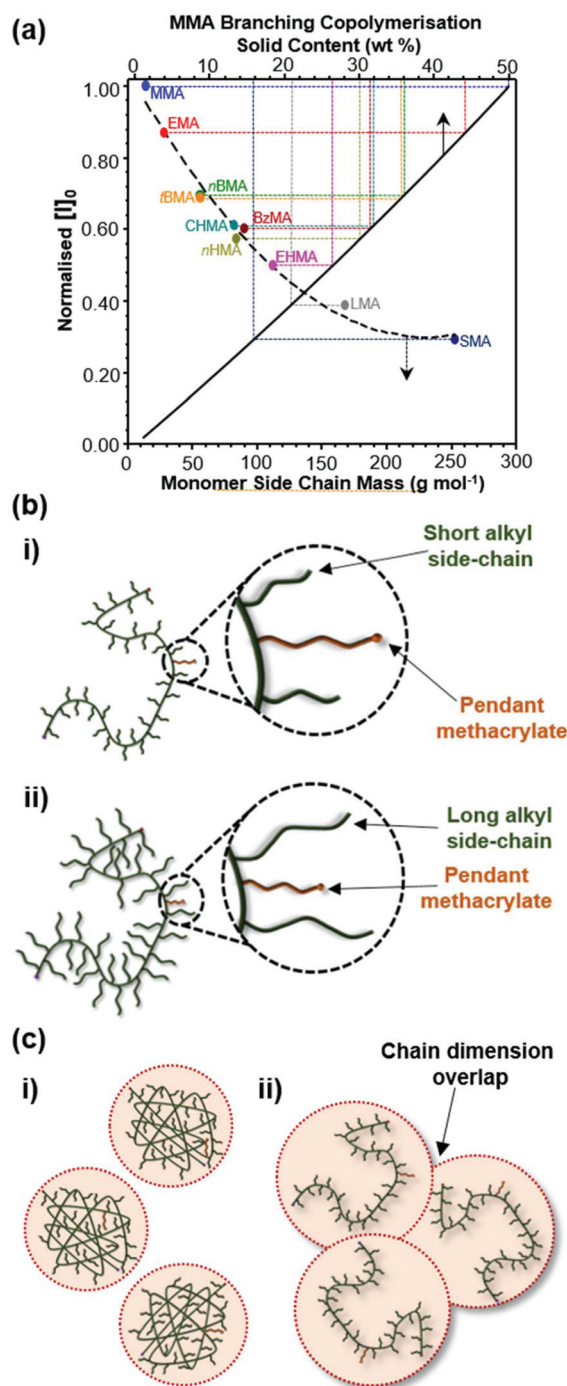 (a)
MMA Branching Copolymerisation
Solid Content (wt %)
0 10 20 30 40 50
1.00
0.80
0.60
0.40
0.20
0.00
Normalised [I]0
MMA
EMA
nBMA
tBMA
CHMA
BzMA
nHMA
EHMA
LMA
SMA
0 50 100 150 200 250 300
Monomer Side Chain Mass (g mol-1)
(b)
i)
Short alkyl
side-chain
Pendant
methacrylate
ii)
Long alkyl
side-chain
Pendant
methacrylate
(c)
Chain dimension
overlap
i)
ii)